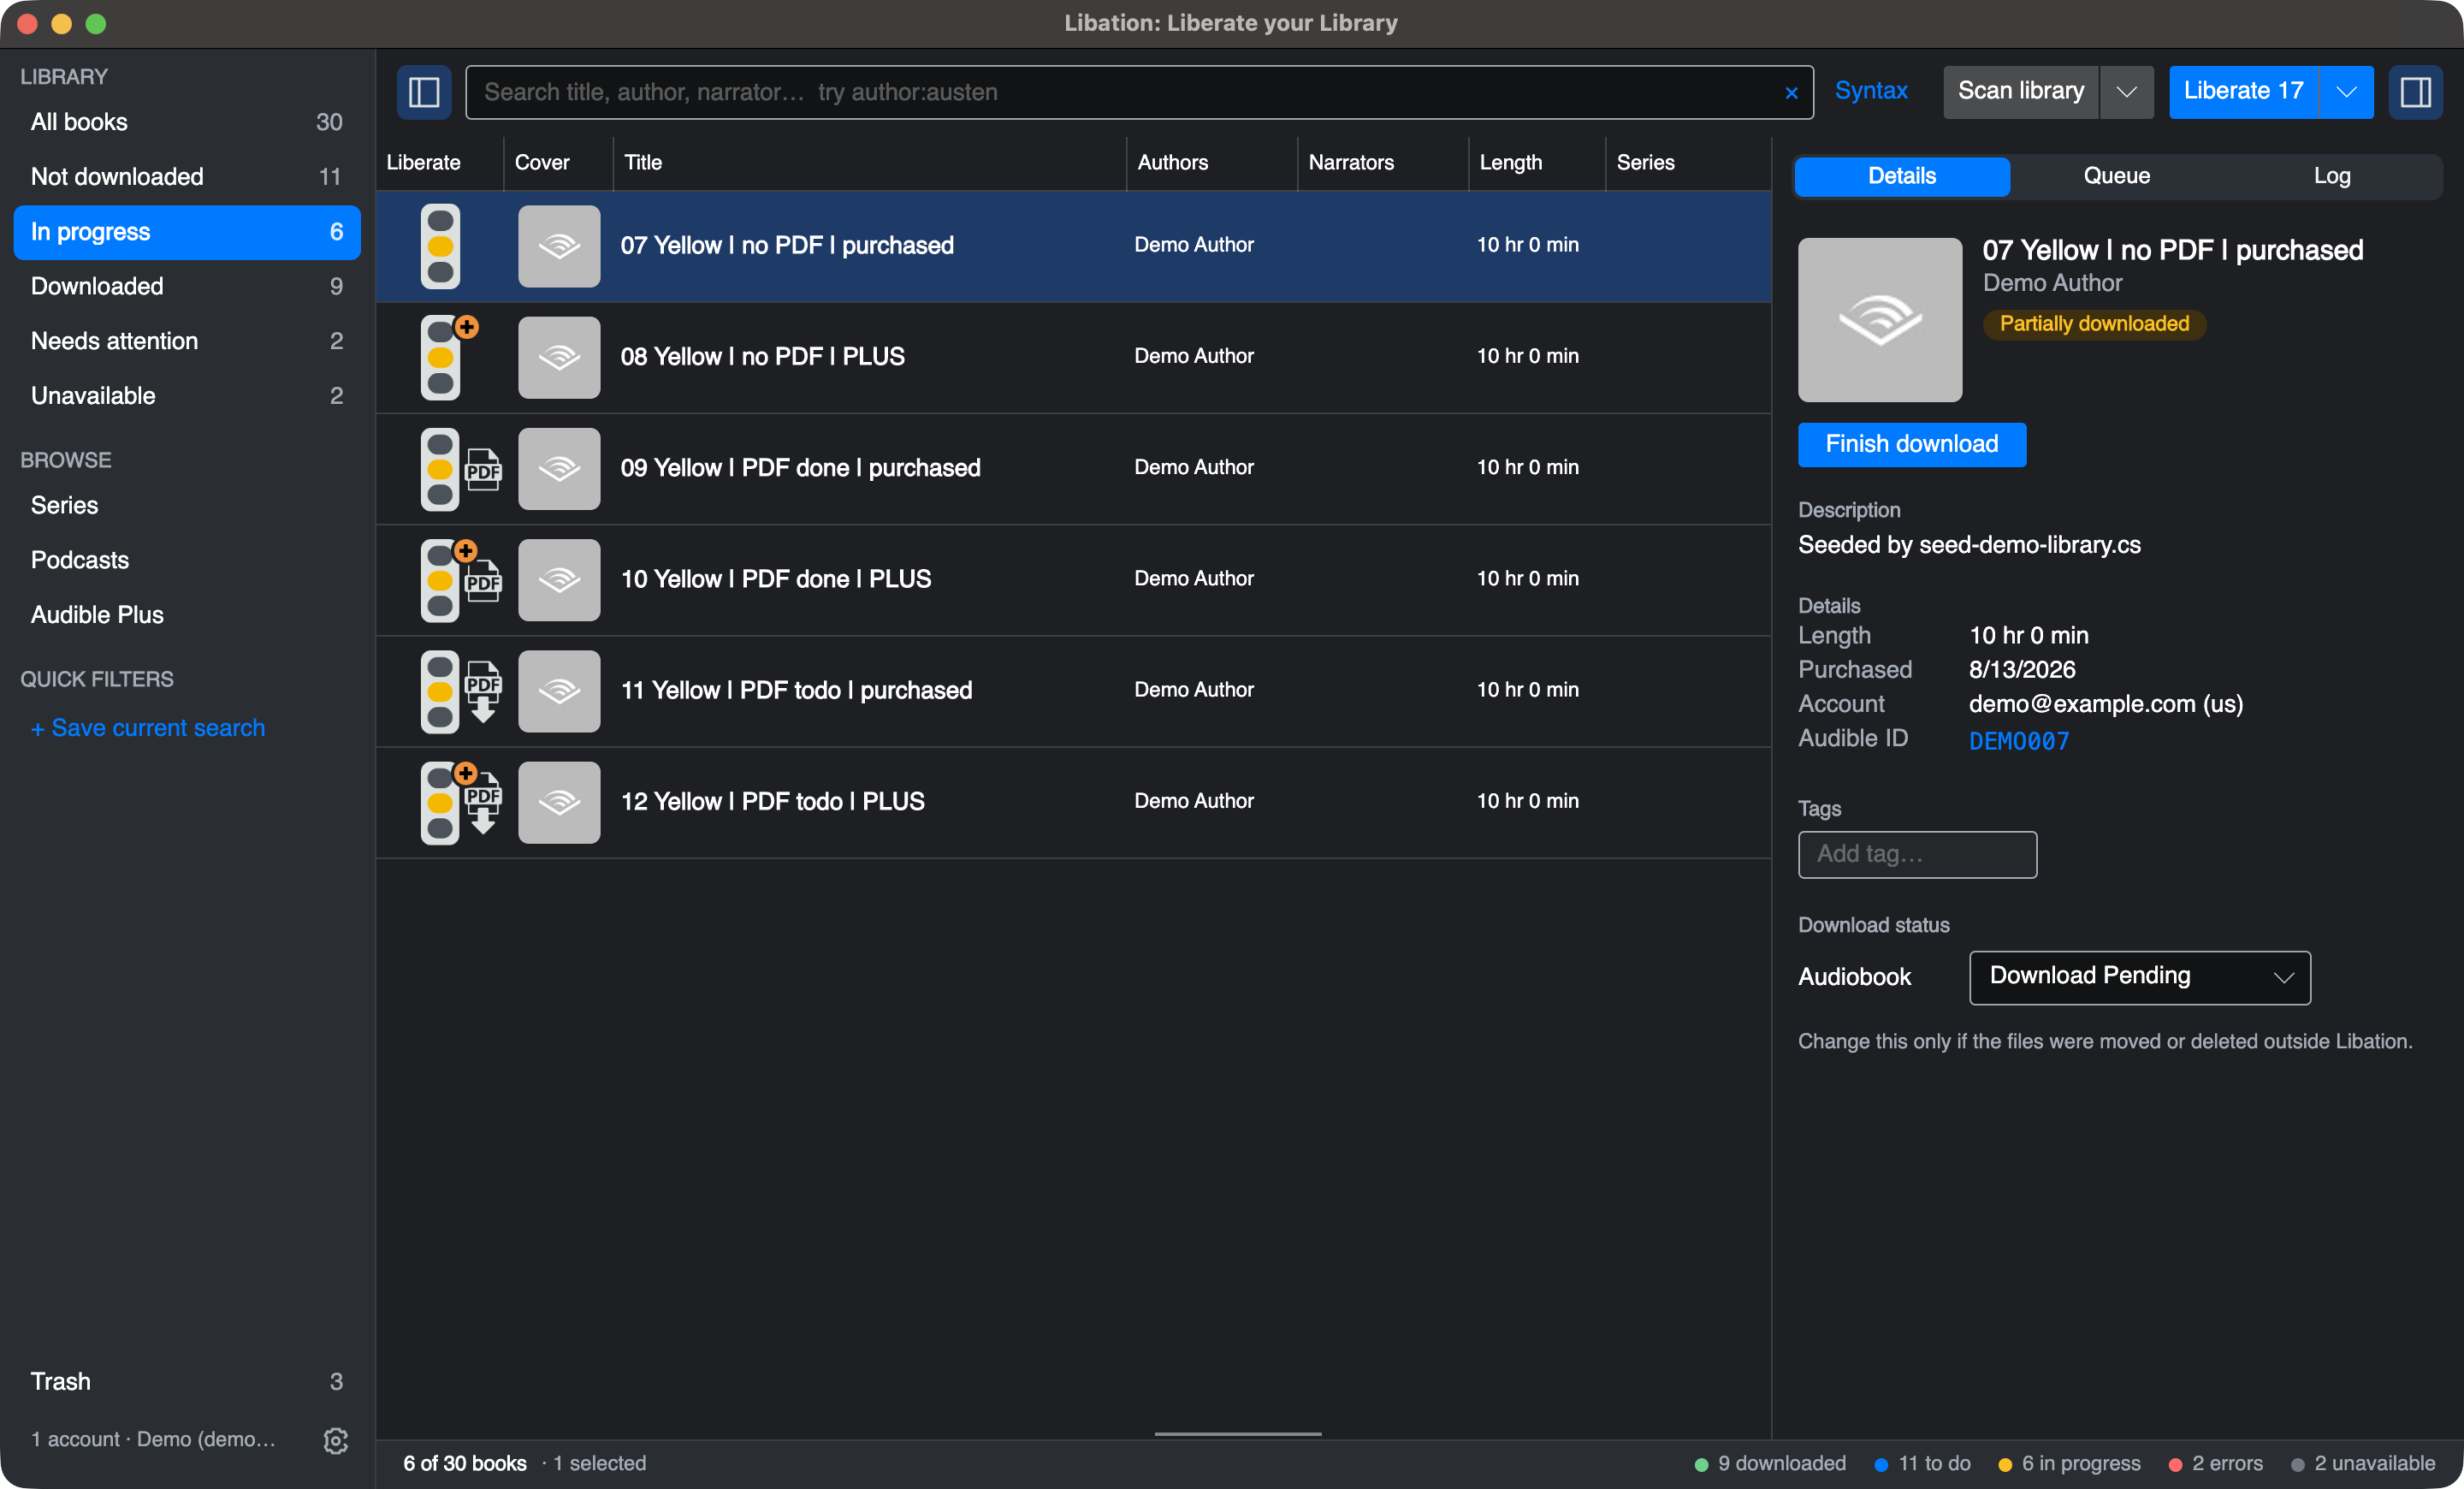 Libation: Liberate your Library
LIBRARY
All books 30
Not downloaded 11
In progress 6
Downloaded 9
Needs attention 2
Unavailable 2
BROWSE
Series
Podcasts
Audible Plus
QUICK FILTERS
+ Save current search
Trash 3
1 account · Demo (demo...
Search title, author, narrator... try author:austen × Syntax Scan library Liberate 17
Liberate Cover Title Authors Narrators Length Series
07 Yellow | no PDF | purchased Demo Author 10 hr 0 min
08 Yellow | no PDF | PLUS Demo Author 10 hr 0 min
PDF 09 Yellow | PDF done | purchased Demo Author 10 hr 0 min
PDF 10 Yellow | PDF done | PLUS Demo Author 10 hr 0 min
PDF 11 Yellow | PDF todo | purchased Demo Author 10 hr 0 min
PDF 12 Yellow | PDF todo | PLUS Demo Author 10 hr 0 min
Details Queue Log
07 Yellow | no PDF | purchased
Demo Author
Partially downloaded
Finish download
Description
Seeded by seed-demo-library.cs
Details
Length 10 hr 0 min
Purchased 8/13/2026
Account demo@example.com (us)
Audible ID DEMO007
Tags
Add tag...
Download status
Audiobook Download Pending
Change this only if the files were moved or deleted outside Libation.
6 of 30 books · 1 selected
9 downloaded 11 to do 6 in progress 2 errors 2 unavailable